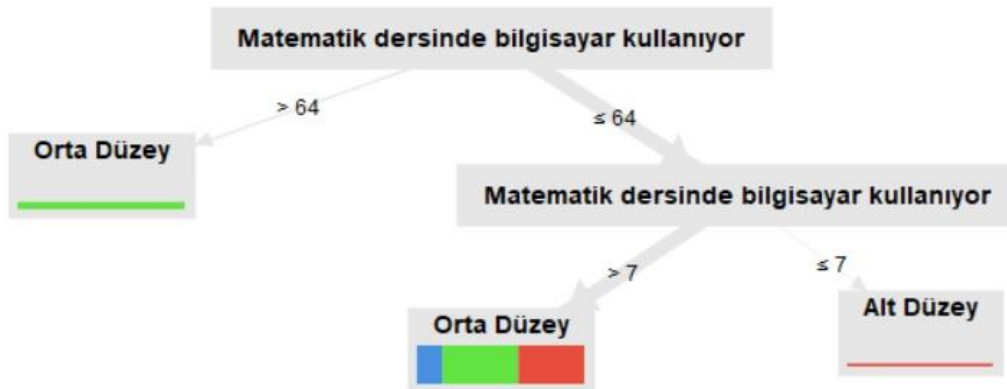 Matematik dersinde bilgisayar kullanıyor
> 64
≤ 64
Orta Düzey
Matematik dersinde bilgisayar kullanıyor
> 7
≤ 7
Orta Düzey
Alt Düzey